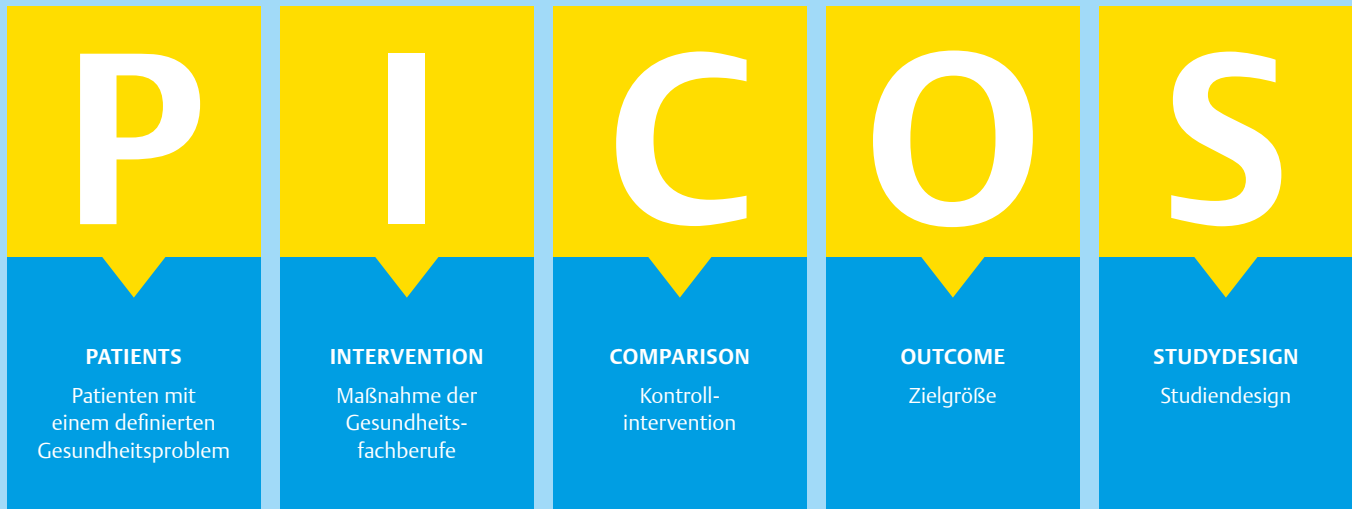 P
PATIENTS
Patienten mit
einem definierten
Gesundheitsproblem
I
INTERVENTION
Maßnahme der
Gesundheits-
fachberufe
C
COMPARISON
Kontroll-
intervention
O
OUTCOME
Zielgröße
S
STUDYDESIGN
Studiendesign